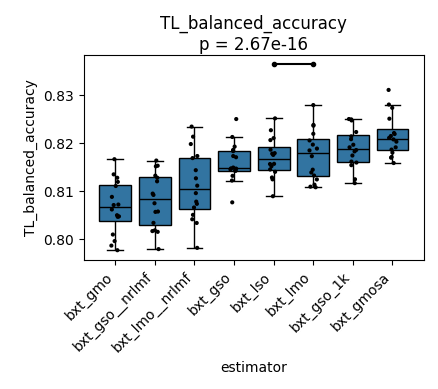 TL_balanced_accuracy
p = 2.67e-16
TL_balanced_accuracy
0.83
0.82
0.81
0.80
bxt_gmo
bxt_gso__nrlmf
bxt_lmo__nrlmf
bxt_gso
bxt_lso
bxt_lmo
bxt_gso_1k
bxt_gmosa
estimator